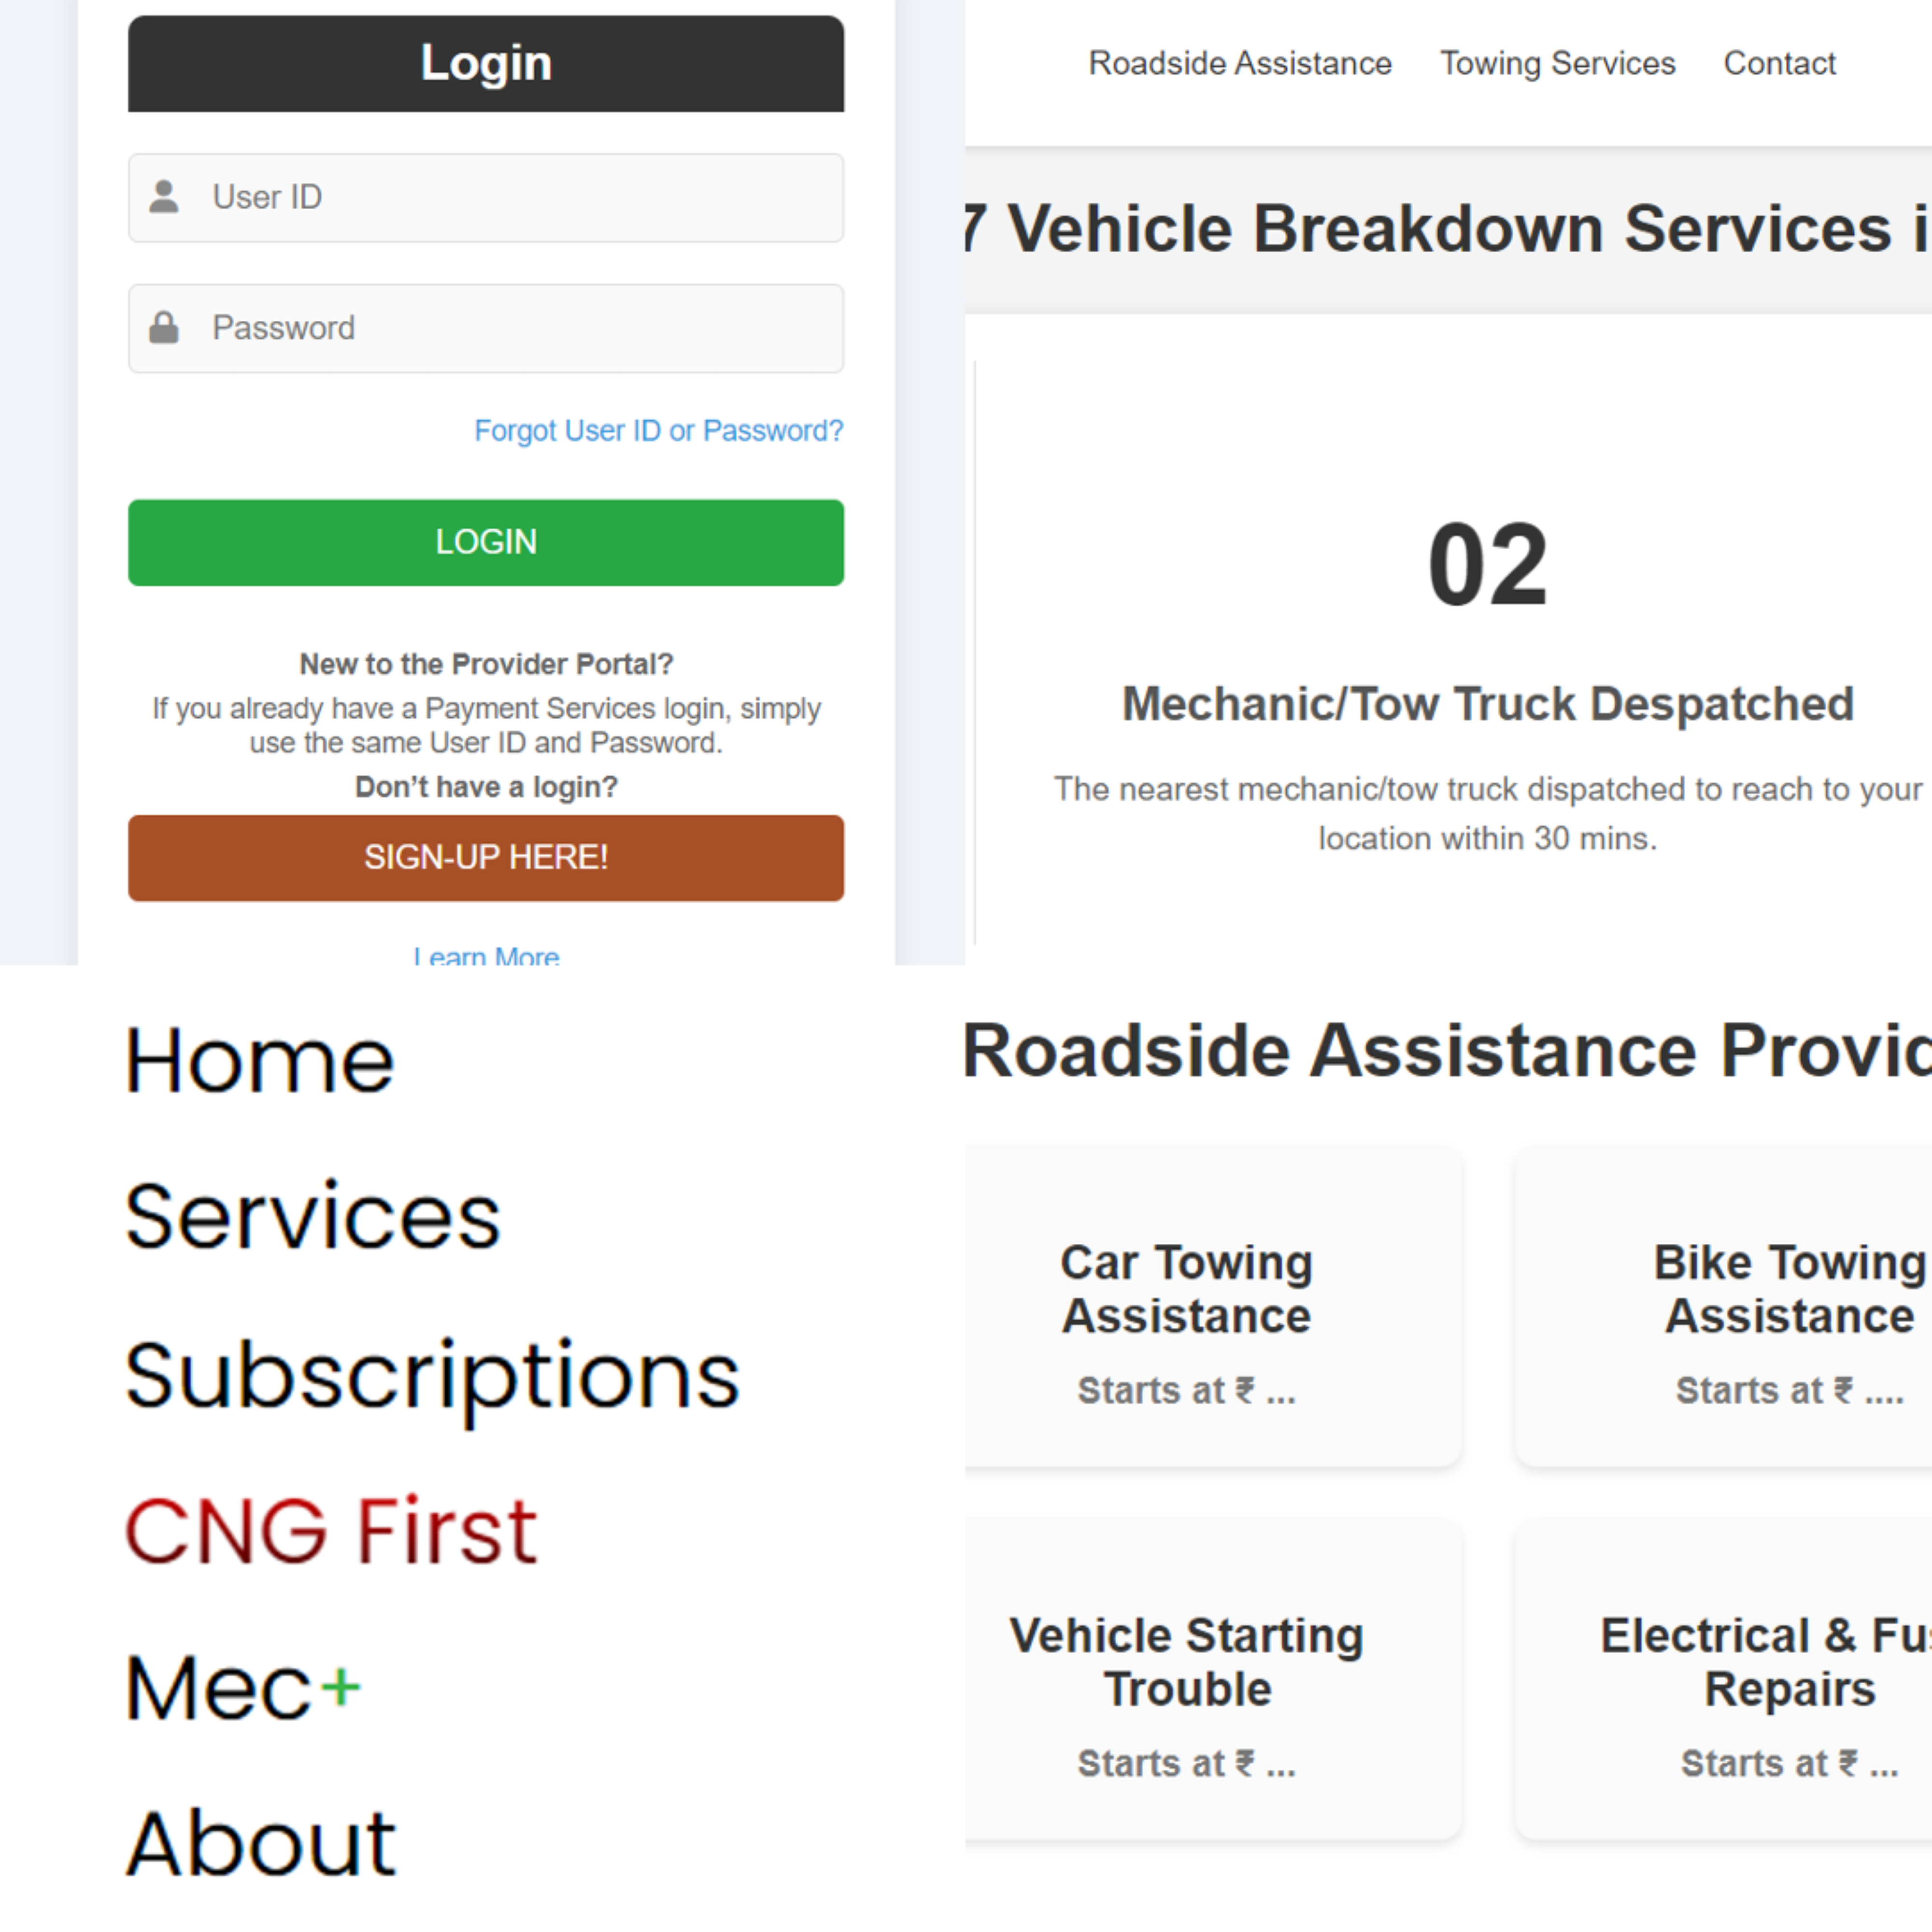 Login
User ID
Password
Forgot User ID or Password?
LOGIN
New to the Provider Portal?
If you already have a Payment Services login, simply
use the same User ID and Password.
Don’t have a login?
SIGN-UP HERE!
Learn More
Roadside Assistance Towing Services Contact
7 Vehicle Breakdown Services
02
Mechanic/Tow Truck Despatched
The nearest mechanic/tow truck dispatched to reach to your
location within 30 mins.
Home
Services
Subscriptions
CNG First
Mec+
About
Roadside Assistance
Car Towing
Assistance
Starts at ₹ ...
Bike Towing
Assistance
Starts at ₹ ....
Vehicle Starting
Trouble
Starts at ₹ ...
Electrical &
Repairs
Starts at ₹ ...